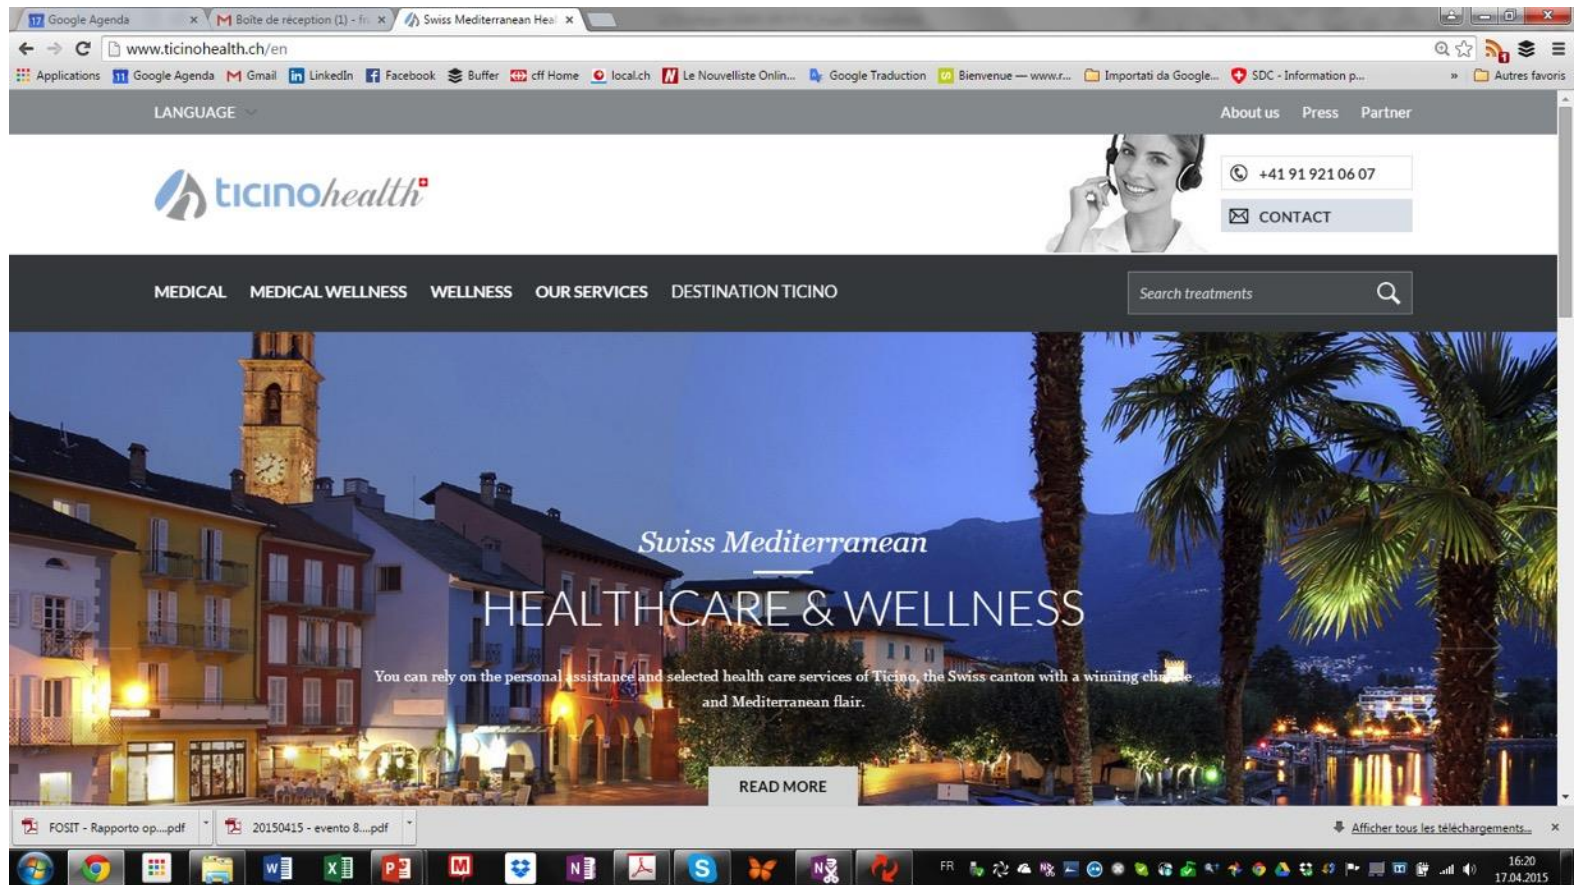 Google Agenda
Boîte de réception (1) - fr
Swiss Mediterranean Heal
www.ticinohealth.ch/en
Applications Google Agenda Gmail LinkedIn Facebook Buffer cff Home local.ch Le Nouvelliste Onlin... Google Traduction Bienvenue — www.r... Importati da Google... SDC - Information p... » Autres favoris
LANGUAGE About us Press Partner
ticinohealth
+41 91 921 06 07
CONTACT
MEDICAL MEDICAL WELLNESS WELLNESS OUR SERVICES DESTINATION TICINO Search treatments
Swiss Mediterranean
HEALTHCARE & WELLNESS
You can rely on the personal assistance and selected health care services of Ticino, the Swiss canton with a winning climate
and Mediterranean flair.
READ MORE
FOSIT - Rapporto op....pdf 20150415 - evento 8....pdf Afficher tous les téléchargements...
FR 16:20
17.04.2015